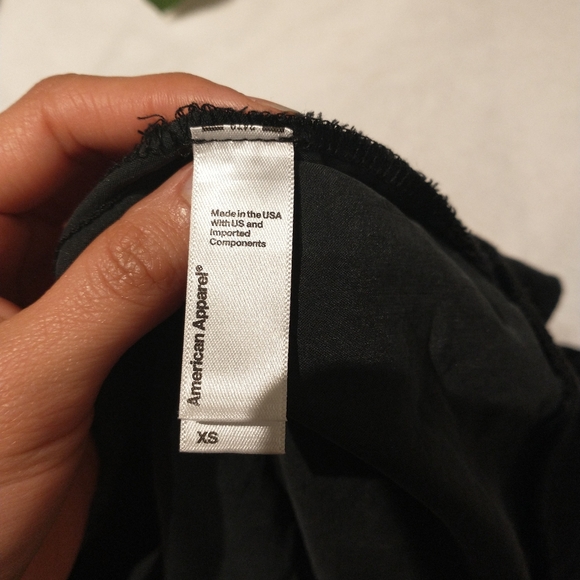 Made in the USA
With US and
Imported
Components
American Apparel®
XS